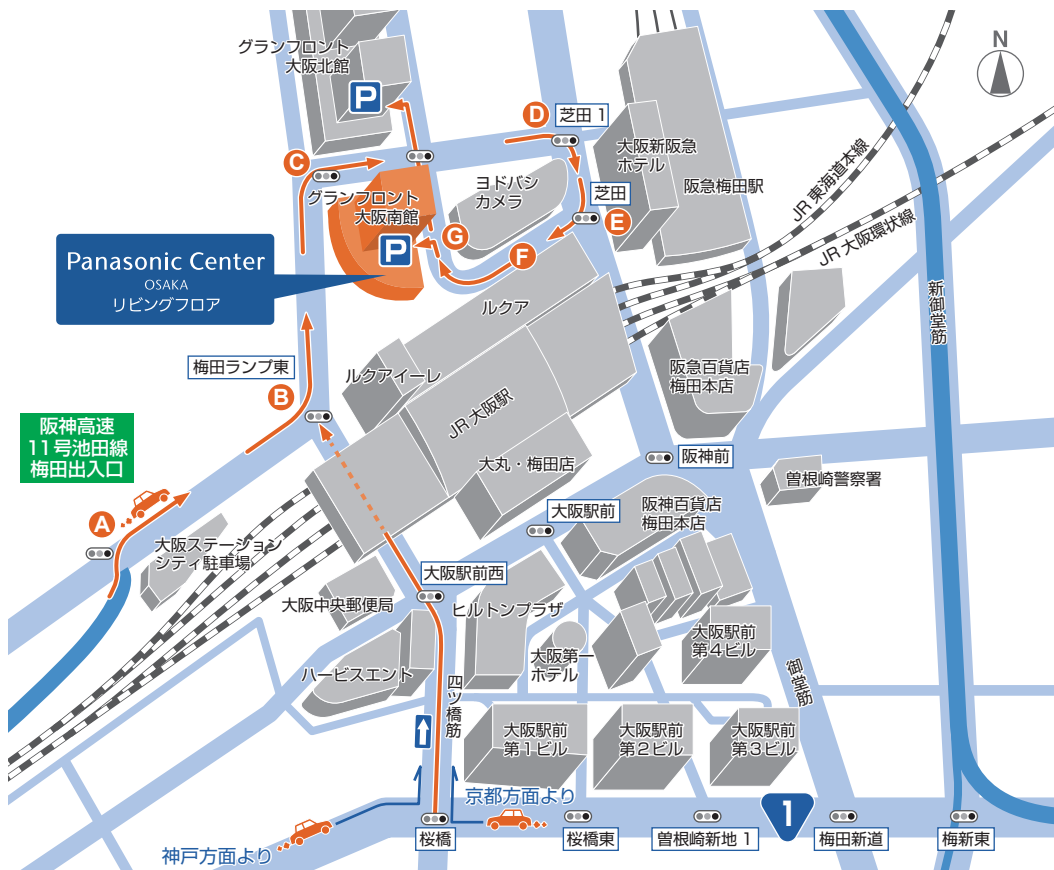 グランフロント
大阪北館
P
N
D
芝田 1
C
大阪新阪急
ホテル
阪急梅田駅
JR 東海道本線
JR 大阪環状線
新御堂筋
グランフロント
大阪南館
P
ヨドバシ
カメラ
芝田
E
G
F
Panasonic Center
OSAKA
リビングフロア
ルクア
梅田ランプ東
ルクアイーレ
B
JR 大阪駅
阪急百貨店
梅田本店
阪神高速
11号池田線
梅田出入口
A
大丸・梅田店
阪神前
曽根崎警察署
大阪駅前
阪神百貨店
梅田本店
大阪ステーション
シティ駐車場
大阪駅前西
大阪中央郵便局
ヒルトンプラザ
ハービスエント
大阪第一
ホテル
大阪駅前
第4ビル
四ツ橋筋
御堂筋
大阪駅前
第1ビル
大阪駅前
第2ビル
大阪駅前
第3ビル
京都方面より
神戸方面より
1
桜橋
桜橋東
曽根崎新地 1
梅田新道
梅新東